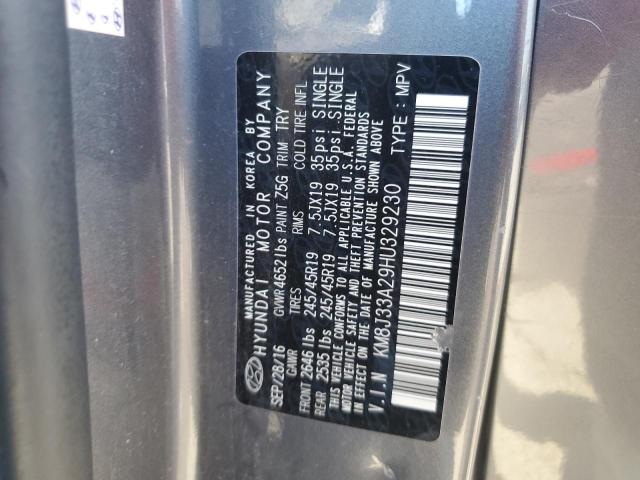 MANUFACTURED IN KOREA BY
HYUNDAI MOTOR COMPANY
SEP/28/16 GVWR 4652 lbs PAINT Z5G TRIM TRY
GAWR TIRES RIMS COLD TIRE INFL
FRONT 2646 lbs 245/45R19 7.5JX19 35psi SINGLE
REAR 2535 lbs 245/45R19 7.5JX19 35psi SINGLE
THIS VEHICLE CONFORMS TO ALL APPLICABLE U.S.A. FEDERAL
MOTOR VEHICLE SAFETY AND THEFT PREVENTION STANDARDS
IN EFFECT ON THE DATE OF MANUFACTURE SHOWN ABOVE
V.I.N KM8J33A29HU329230 TYPE : MPV